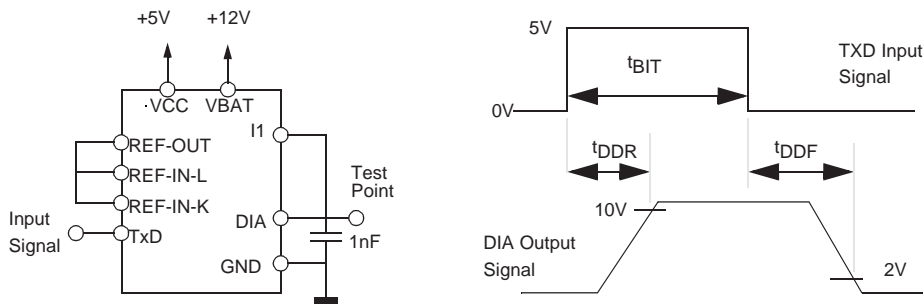 +5V
+12V
VCC
VBAT
I1
REF-OUT
REF-IN-L
REF-IN-K
TxD
Input
Signal
DIA
GND
Test
Point
1nF
5V
0V
tBIT
TXD Input
Signal
tDDR
tDDF
10V
2V
DIA Output
Signal